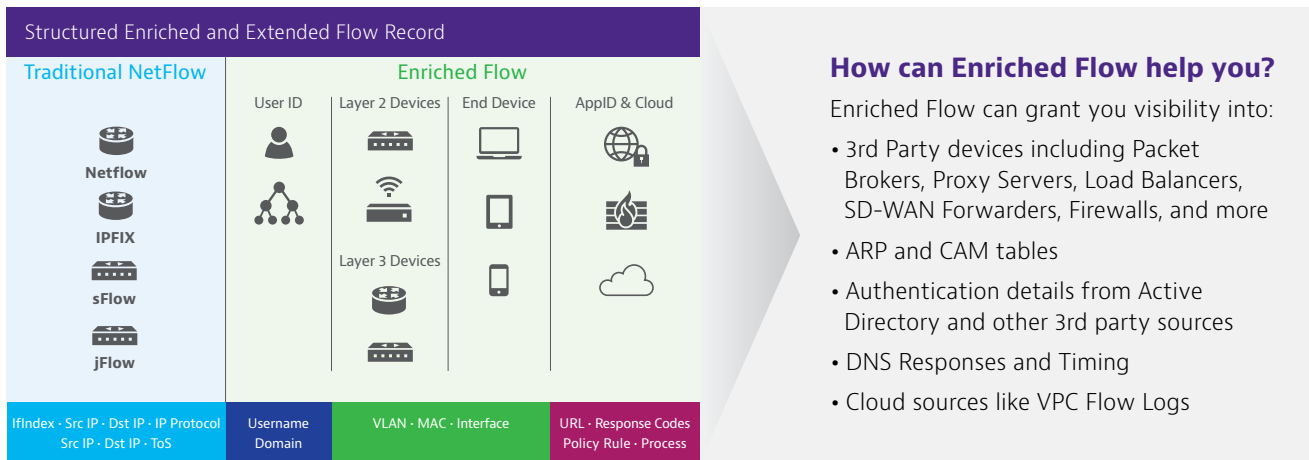 Structured Enriched and Extended Flow Record
Traditional NetFlow
Netflow
IPFIX
sFlow
jFlow
IfIndex · Src IP · Dst IP · IP Protocol
Src IP · Dst IP · ToS
Enriched Flow
User ID
Username
Domain
Layer 2 Devices
Layer 3 Devices
End Device
VLAN · MAC · Interface
AppID & Cloud
URL · Response Codes
Policy Rule · Process
How can Enriched Flow help you?
Enriched Flow can grant you visibility into:
• 3rd Party devices including Packet
Brokers, Proxy Servers, Load Balancers,
SD-WAN Forwarders, Firewalls, and more
• ARP and CAM tables
• Authentication details from Active
Directory and other 3rd party sources
• DNS Responses and Timing
• Cloud sources like VPC Flow Logs